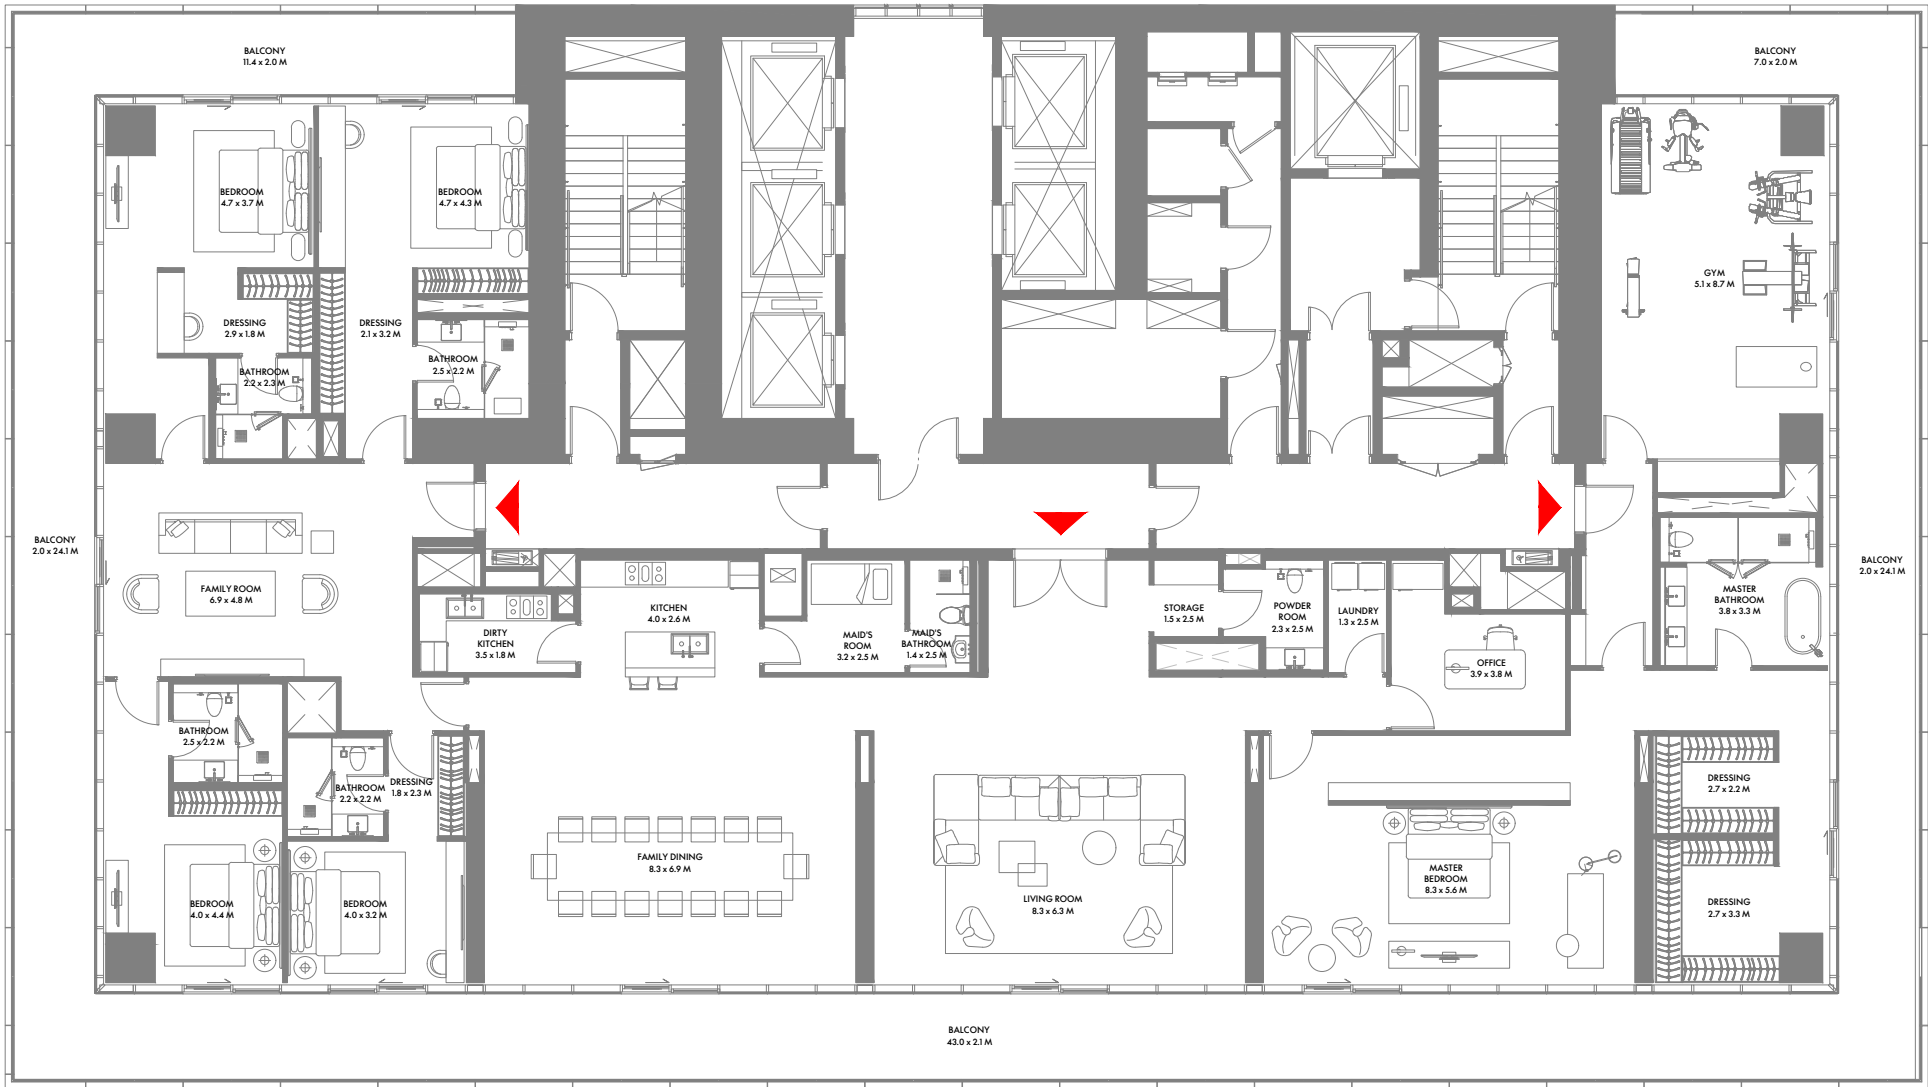 BALCONY
11.4 x 2.0 M
BALCONY
7.0 x 2.0 M
BEDROOM
4.7 x 3.7 M
BEDROOM
4.7 x 4.3 M
GYM
5.1 x 8.7 M
DRESSING
2.9 x 1.8 M
DRESSING
2.1 x 3.2 M
BATHROOM
2.5 x 2.2 M
BATHROOM
2.2 x 2.3 M
BALCONY
2.0 x 24.1 M
FAMILY ROOM
6.9 x 4.8 M
KITCHEN
4.0 x 2.6 M
DIRTY
KITCHEN
3.5 x 1.8 M
MAID'S
ROOM
3.2 x 2.5 M
MAID'S
BATHROOM
1.4 x 2.5 M
STORAGE
1.5 x 2.5 M
POWDER
ROOM
2.3 x 2.5 M
LAUNDRY
1.3 x 2.5 M
OFFICE
3.9 x 3.8 M
MASTER
BATHROOM
3.8 x 3.3 M
BALCONY
2.0 x 24.1 M
BATHROOM
2.5 x 2.2 M
BATHROOM
2.2 x 2.2 M
DRESSING
1.8 x 2.3 M
DRESSING
2.7 x 2.2 M
FAMILY DINING
8.3 x 6.9 M
LIVING ROOM
8.3 x 6.3 M
MASTER
BEDROOM
8.3 x 5.6 M
DRESSING
2.7 x 3.3 M
BEDROOM
4.0 x 4.4 M
BEDROOM
4.0 x 3.2 M
BALCONY
43.0 x 2.1 M